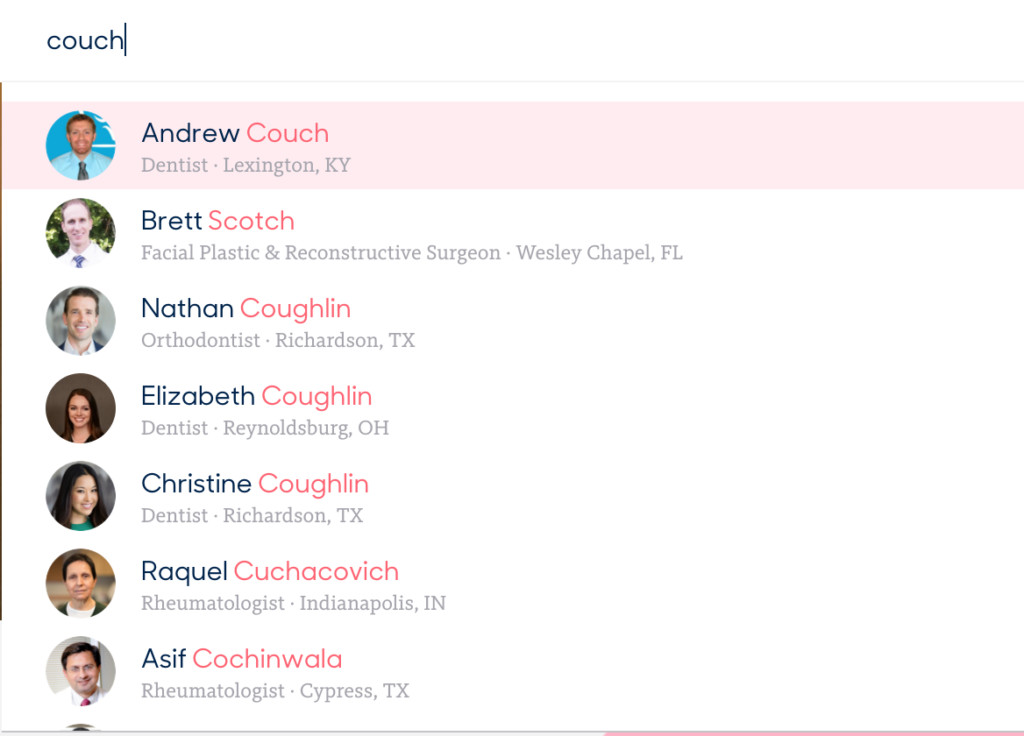 couch
Andrew Couch
Dentist · Lexington, KY
Brett Scotch
Facial Plastic & Reconstructive Surgeon · Wesley Chapel, FL
Nathan Coughlin
Orthodontist · Richardson, TX
Elizabeth Coughlin
Dentist · Reynoldsburg, OH
Christine Coughlin
Dentist · Richardson, TX
Raquel Cuchacovich
Rheumatologist · Indianapolis, IN
Asif Cochinwala
Rheumatologist · Cypress, TX